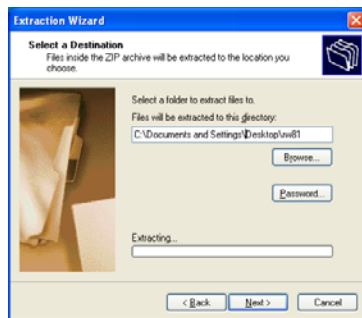 Extraction Wizard
Select a Destination
Files inside the ZIP archive will be extracted to the location you
choose.
Select a folder to extract files to.
Files will be extracted to this directory:
C:\Documents and Settings\Desktop\vw81
Browse...
Password...
Extracting...
< Back
Next >
Cancel